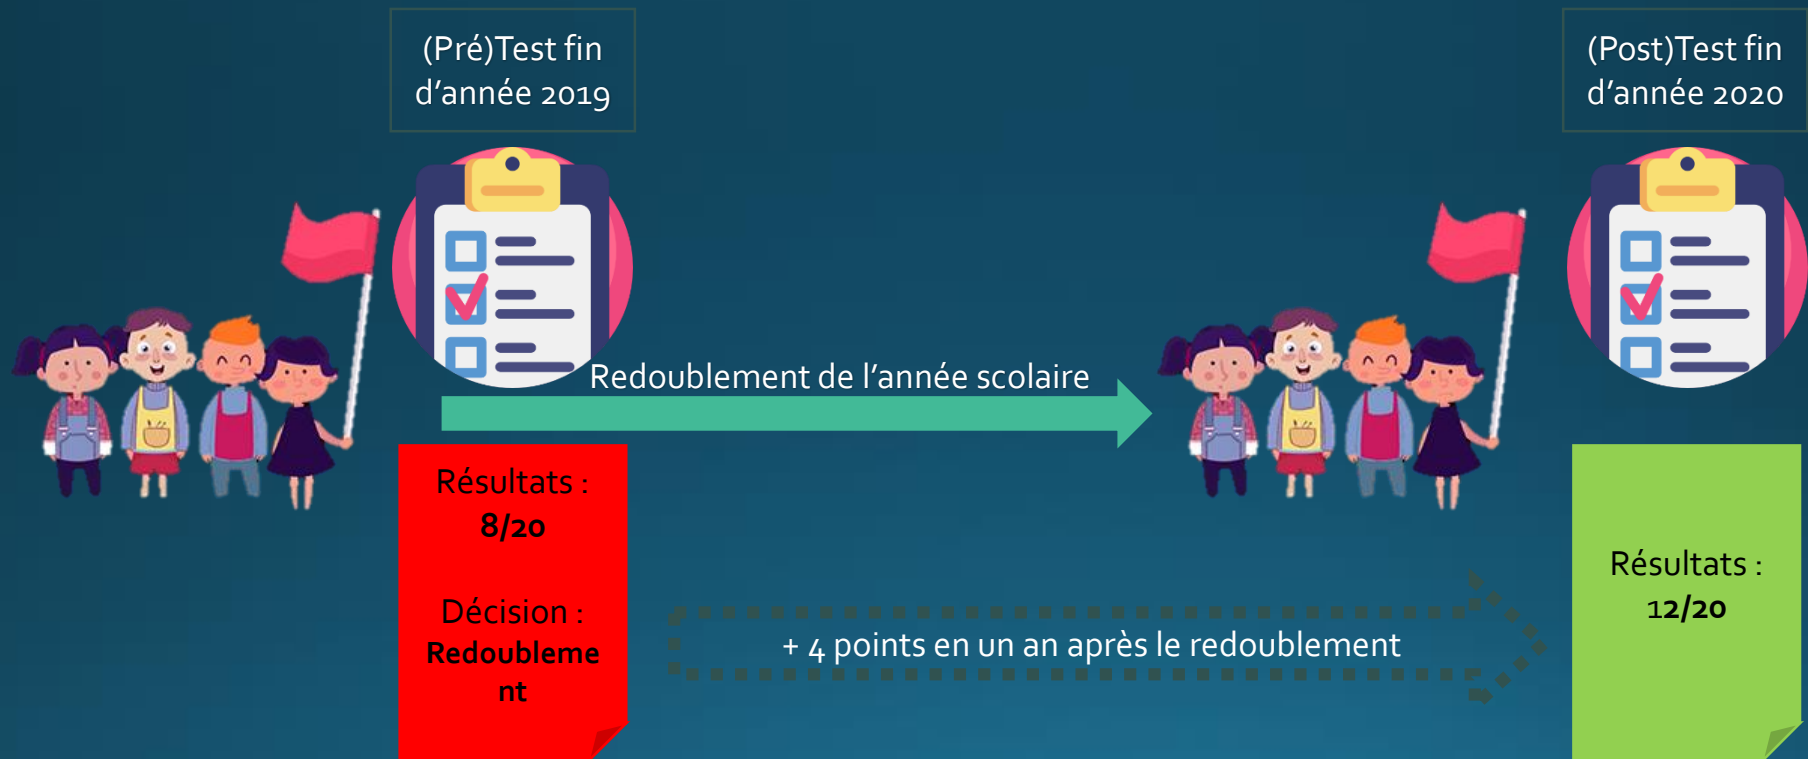 (Pré)Test fin
d'année 2019
(Post)Test fin
d'année 2020
Redoublement de l'année scolaire
Résultats :
8/20
Décision :
Redoubleme
nt
+ 4 points en un an après le redoublement
Résultats :
12/20